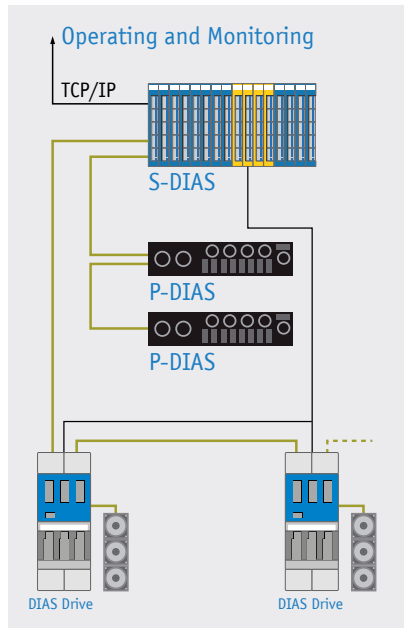 Operating and Monitoring
TCP/IP
S-DIAS
P-DIAS
P-DIAS
DIAS Drive
DIAS Drive